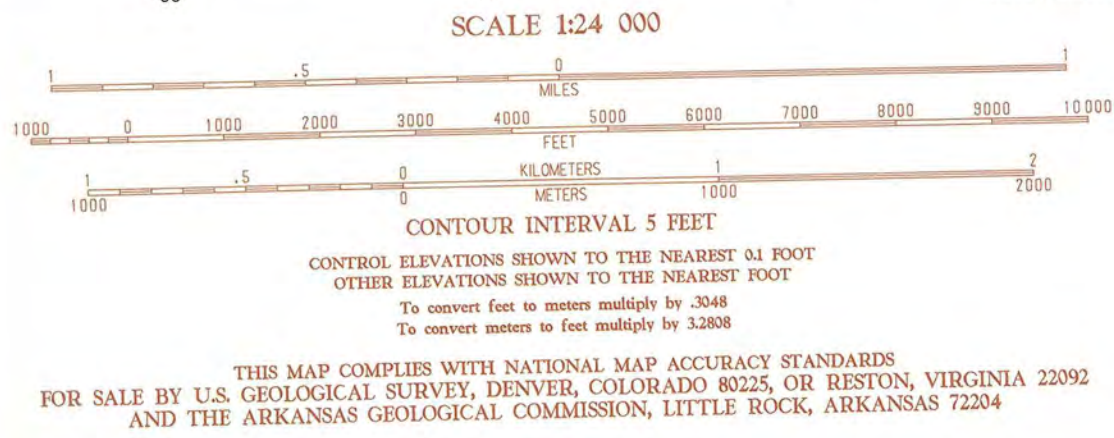 SCALE 1:24 000
1 .5 0 1
MILES
1000 0 1000 2000 3000 4000 5000 6000 7000 8000 9000 10 000
FEET
1 .5 0 KILOMETERS 1 2
1000 0 METERS 1000 2000
CONTOUR INTERVAL 5 FEET
CONTROL ELEVATIONS SHOWN TO THE NEAREST 0.1 FOOT
OTHER ELEVATIONS SHOWN TO THE NEAREST FOOT
To convert feet to meters multiply by .3048
To convert meters to feet multiply by 3.2808
THIS MAP COMPLIES WITH NATIONAL MAP ACCURACY STANDARDS
FOR SALE BY U.S. GEOLOGICAL SURVEY, DENVER, COLORADO 80225, OR RESTON, VIRGINIA 22092
AND THE ARKANSAS GEOLOGICAL COMMISSION, LITTLE ROCK, ARKANSAS 72204